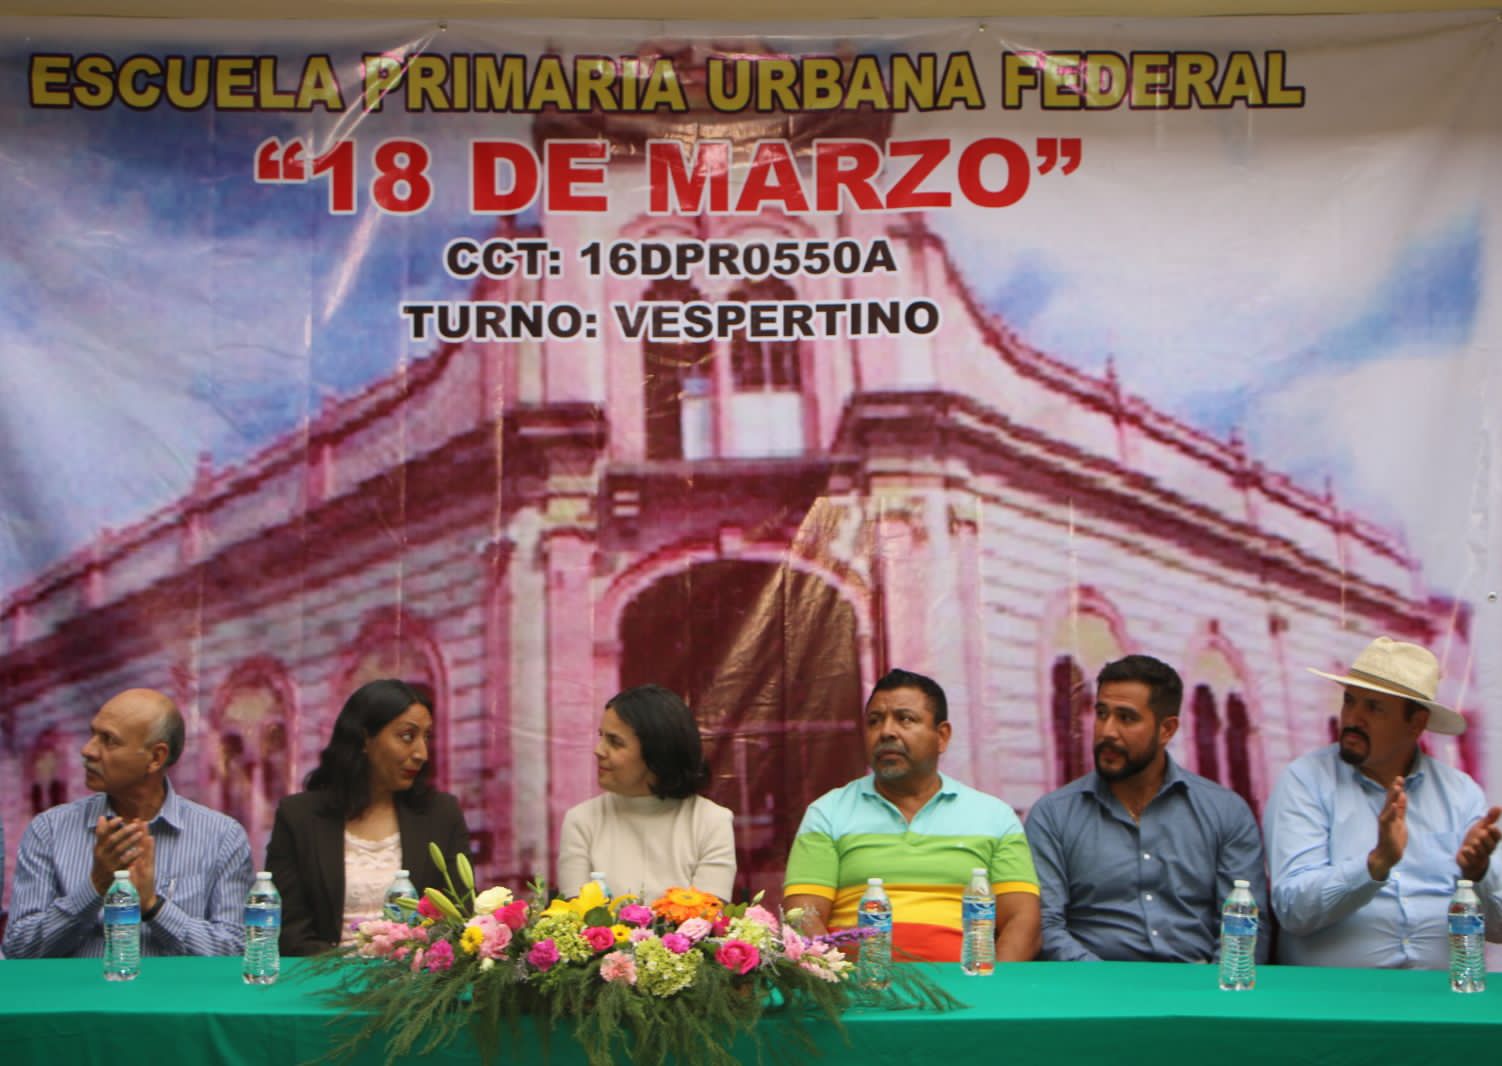 ESCUELA PRIMARIA URBANA FEDERAL
“18 DE MARZO”
CCT: 16DPR0550A
TURNO: VESPERTINO